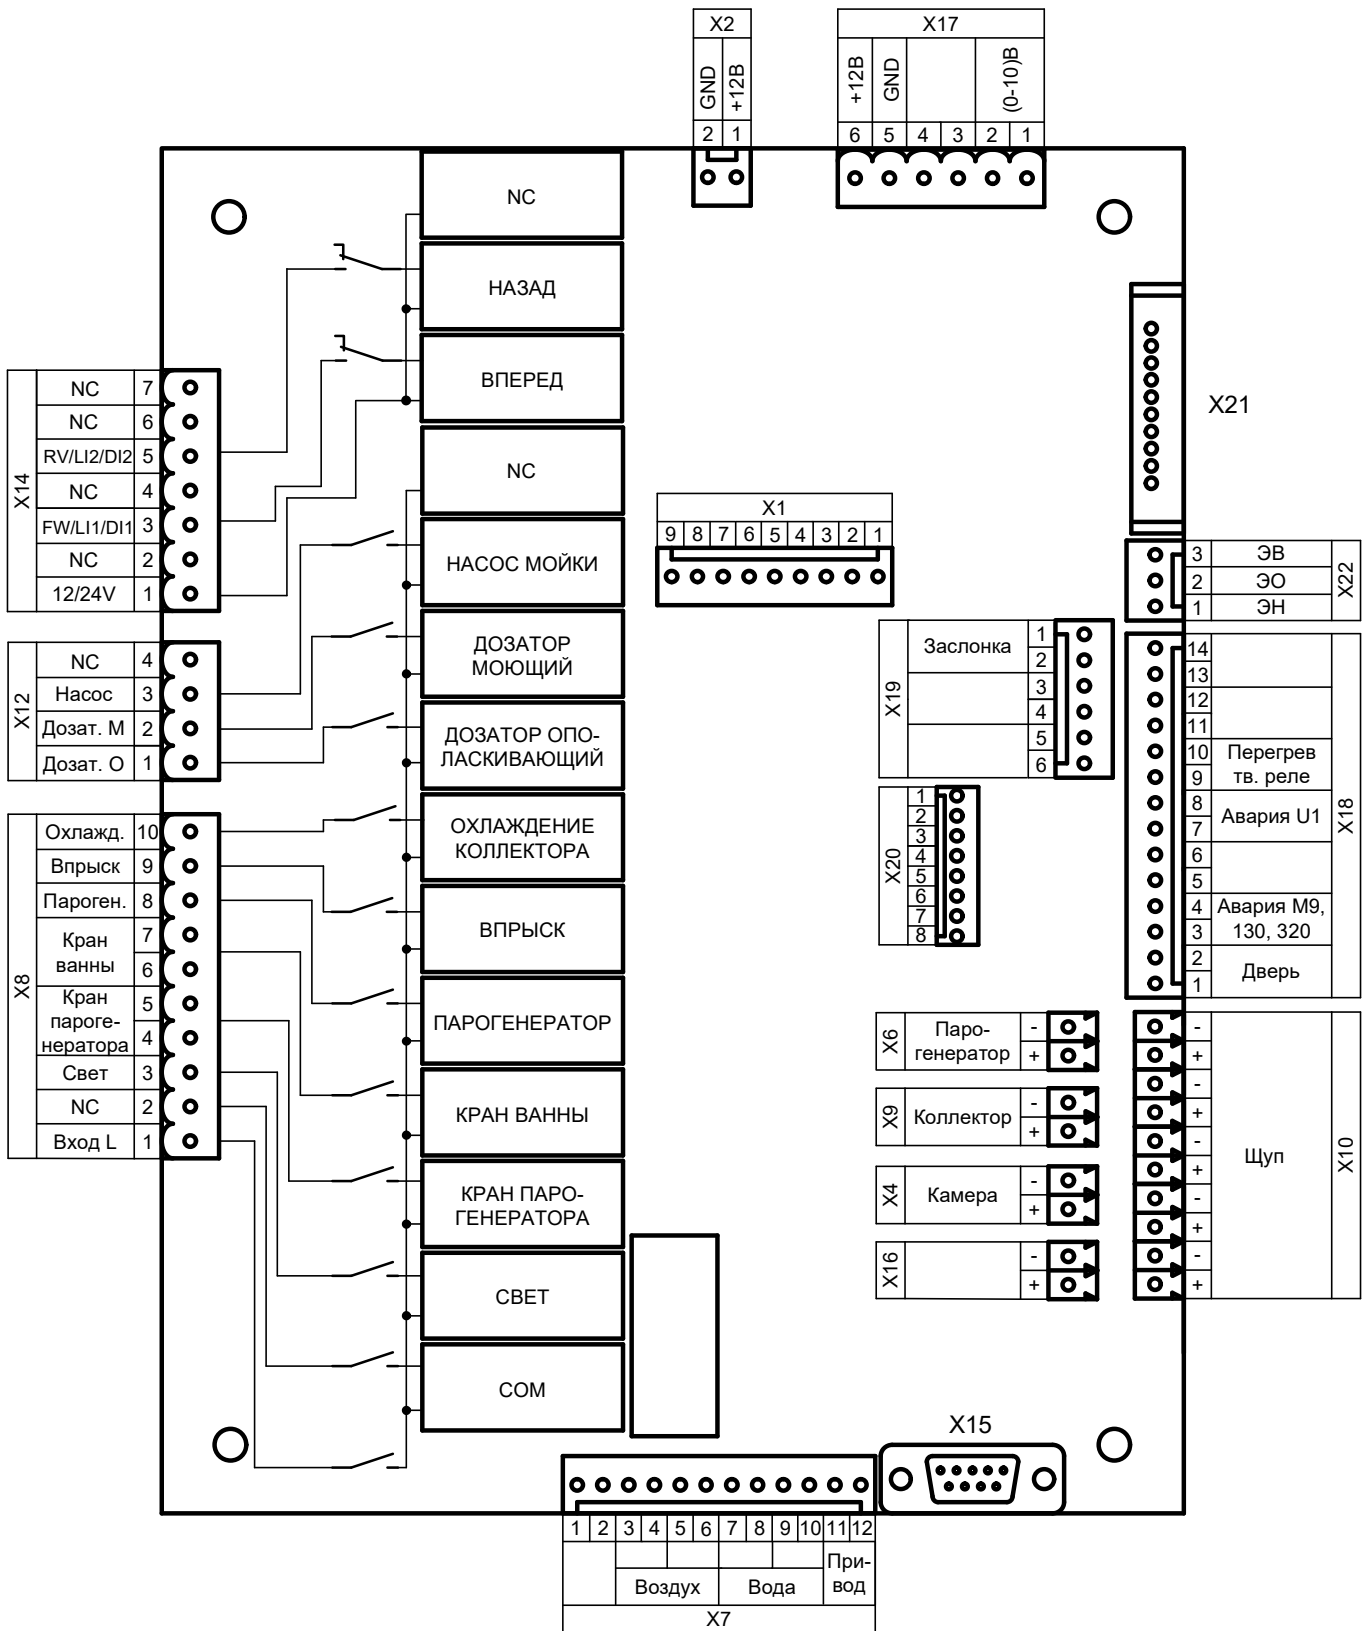 X2
GND
+12В
2 1
X17
+12В
GND
(0-10)В
6 5 4 3 2 1
NC
НАЗАД
ВПЕРЕД
NC
НАСОС МОЙКИ
ДОЗАТОР
МОЮЩИЙ
ДОЗАТОР ОПО-
ЛАСКИВАЮЩИЙ
ОХЛАЖДЕНИЕ
КОЛЛЕКТОРА
ВПРЫСК
ПАРОГЕНЕРАТОР
КРАН ВАННЫ
КРАН ПАРО-
ГЕНЕРАТОРА
СВЕТ
COM
X14
NC 7
NC 6
RV/LI2/DI2 5
NC 4
FW/LI1/DI1 3
NC 2
12/24V 1
X12
NC 4
Насос 3
Дозат. М 2
Дозат. О 1
X8
Охлажд. 10
Впрыск 9
Пароген. 8
Кран
ванны
7
6
Кран
пароге-
нератора
5
4
Свет 3
NC 2
Вход L 1
X1
9 8 7 6 5 4 3 2 1
X21
X22
3 ЭВ
2 ЭО
1 ЭН
X19
Заслонка
1
2
3
4
5
6
X20
1
2
3
4
5
6
7
8
X18
14
13
12
11
10
9
Перегрев
тв. реле
8
7
Авария U1
6
5
4
3
Авария М9,
130, 320
2
1
Дверь
X6
Паро-
генератор
-
+
X9
Коллектор
-
+
X4
Камера
-
+
X16
-
+
X10
Щуп
-
+
-
+
-
+
-
+
-
+
X15
1 2 3 4 5 6 7 8 9 10 11 12
Воздух
Вода
При-
вод
X7